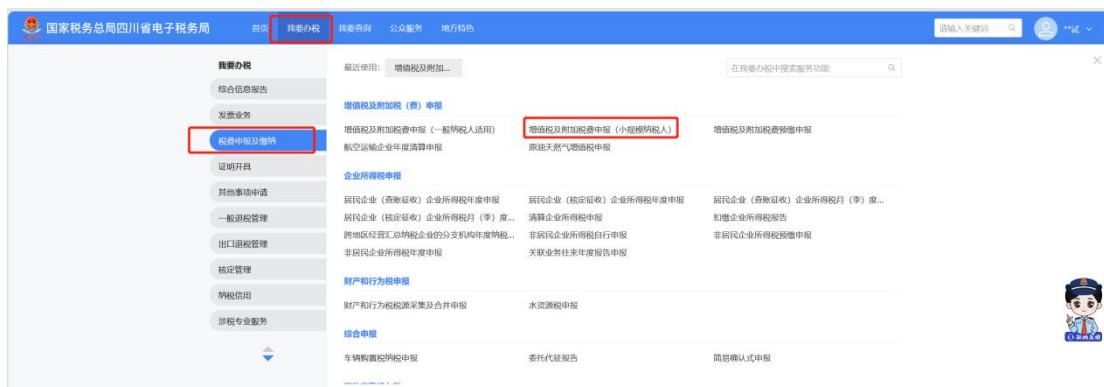 国家税务总局四川省电子税务局 首页 我要办税 我要查询 公众服务 地方特色 请输入关键词 **试
我要办税
综合信息报告
发票业务
税费申报及缴纳
证明开具
其他事项申请
一般退税管理
出口退税管理
核定管理
纳税信用
涉税专业服务
最近使用: 增值税及附加... 在我要办税中搜索服务功能
增值税及附加税（费）申报
增值税及附加税费申报（一般纳税人适用） 增值税及附加税费申报（小规模纳税人） 增值税及附加税费预缴申报
航空运输企业年度清算申报 原油天然气增值税申报
企业所得税申报
居民企业（查账征收）企业所得税年度申报 居民企业（核定征收）企业所得税年度申报 居民企业（查账征收）企业所得税月（季）度...
居民企业（核定征收）企业所得税月（季）度... 清算企业所得税申报 扣缴企业所得税报告
跨地区经营汇总纳税企业的分支机构年度纳税... 非居民企业所得税自行申报 非居民企业所得税预缴申报
非居民企业所得税年度申报 关联业务往来年度报告申报
财产和行为税申报
财产和行为税税源采集及合并申报 水资源税申报
综合申报
车辆购置税纳税申报 委托代征报告 简易确认式申报